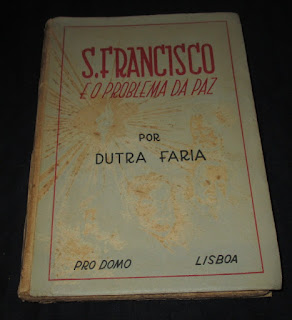 S. FRANCISCO
E O PROBLEMA DA PAZ
POR
DUTRA FARIA
PRO DOMO LISBOA